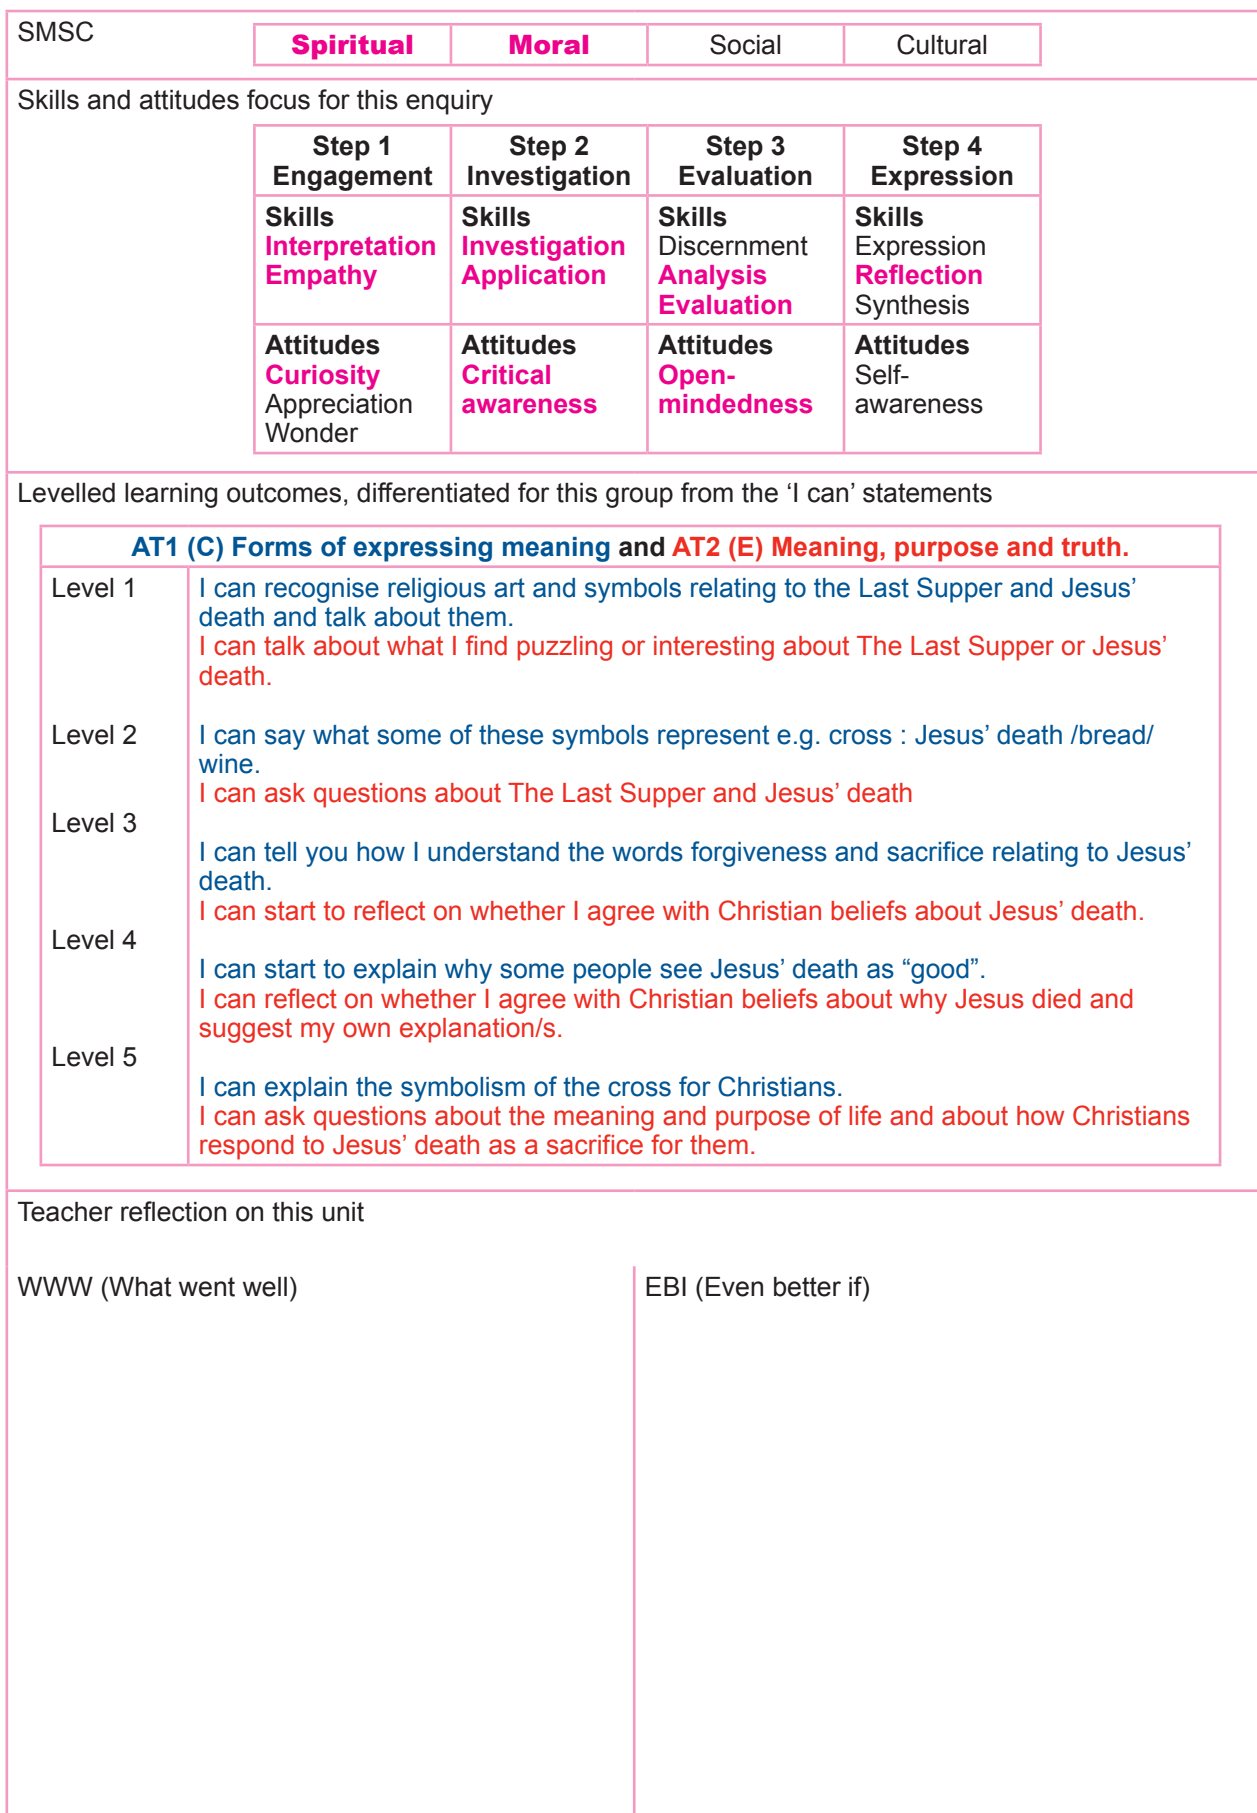 SMSC
Spiritual Moral Social Cultural
Skills and attitudes focus for this enquiry
Step 1 Step 2 Step 3 Step 4
Engagement Investigation Evaluation Expression
Skills Skills Skills Skills
Interpretation Investigation Discernment Expression
Empathy Application Analysis Reflection
Evaluation Synthesis
Attitudes Attitudes Attitudes Attitudes
Curiosity Critical Open- Self-
Appreciation awareness mindedness awareness
Wonder
Levelled learning outcomes, differentiated for this group from the ‘I can’ statements
AT1 (C) Forms of expressing meaning and AT2 (E) Meaning, purpose and truth.
Level 1 I can recognise religious art and symbols relating to the Last Supper and Jesus’
death and talk about them.
I can talk about what I find puzzling or interesting about The Last Supper or Jesus’
death.
Level 2 I can say what some of these symbols represent e.g. cross : Jesus’ death /bread/
wine.
I can ask questions about The Last Supper and Jesus’ death
Level 3
I can tell you how I understand the words forgiveness and sacrifice relating to Jesus’
death.
I can start to reflect on whether I agree with Christian beliefs about Jesus’ death.
Level 4
I can start to explain why some people see Jesus’ death as “good”.
I can reflect on whether I agree with Christian beliefs about why Jesus died and
suggest my own explanation/s.
Level 5
I can explain the symbolism of the cross for Christians.
I can ask questions about the meaning and purpose of life and about how Christians
respond to Jesus’ death as a sacrifice for them.
Teacher reflection on this unit
WWW (What went well) EBI (Even better if)